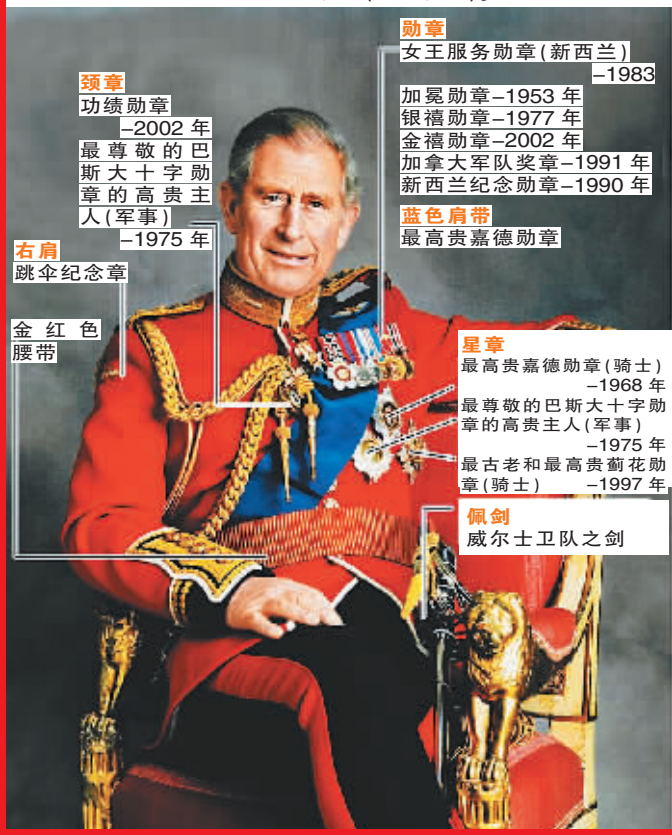 勋章
女王服务勋章(新西兰)
–1983
加冕勋章–1953 年
银禧勋章–1977 年
金禧勋章–2002 年
加拿大军队奖章–1991 年
新西兰纪念勋章–1990 年
蓝色肩带
最高贵嘉德勋章
颈章
功绩勋章
–2002 年
最尊敬的巴
斯大十字勋
章的高贵主
人(军事)
–1975 年
右肩
跳伞纪念章
金红色
腰带
星章
最高贵嘉德勋章(骑士)
–1968 年
最尊敬的巴斯大十字勋
章的高贵主人(军事)
–1975 年
最古老和最高贵蓟花勋
章(骑士) –1997 年
佩剑
威尔士卫队之剑